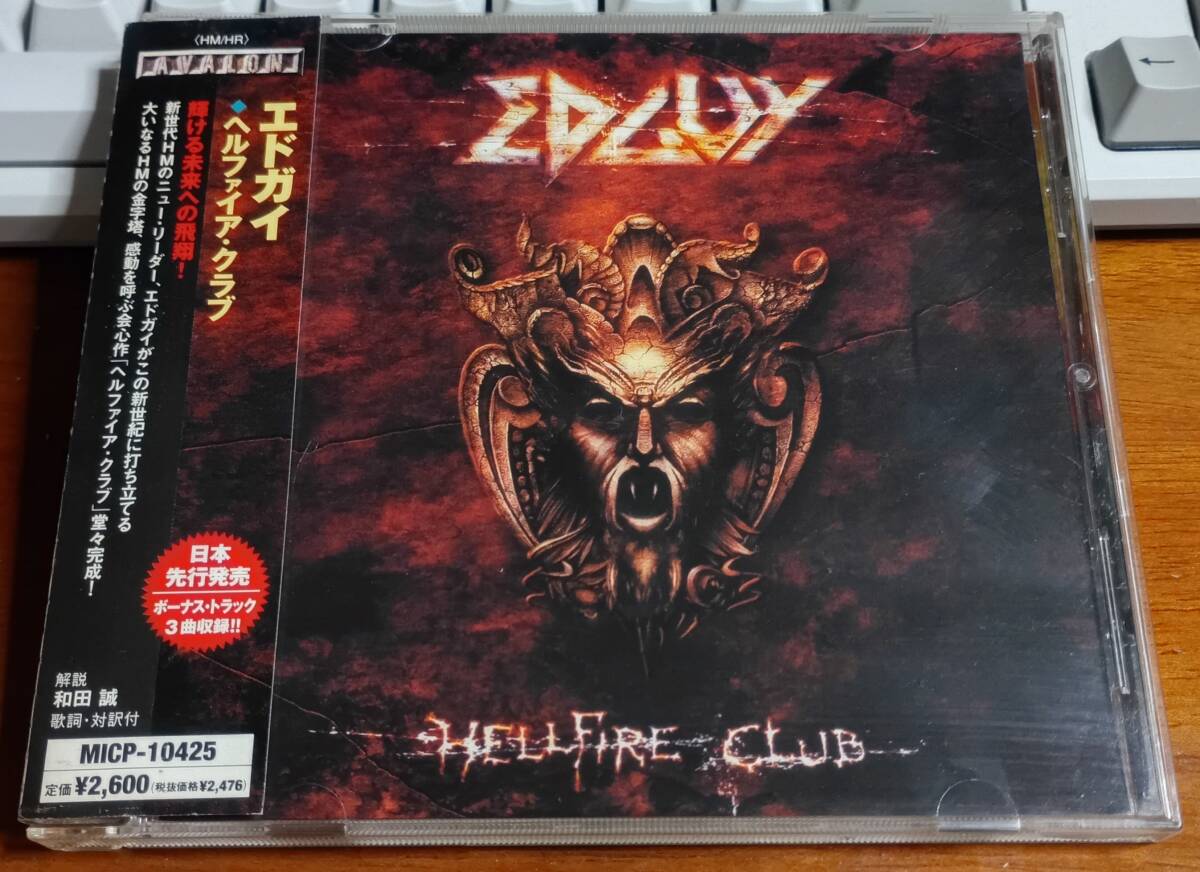 〈HM/HR〉
AVALON
エドガイ
◆ヘルファイア・クラブ
輝ける未来への飛翔！
新世代HMのニュー・リーダー、エドガイがこの新世紀に打ち立てる
大いなるHMの金字塔、感動を呼ぶ会心作「ヘルファイア・クラブ」堂々完成！
日本
先行発売
ボーナス・トラック
3曲収録!!
解説
和田 誠
歌詞・対訳付
MICP-10425
定価¥2,600(税抜価格¥2,476)
EDGUY
HELLFIRE CLUB